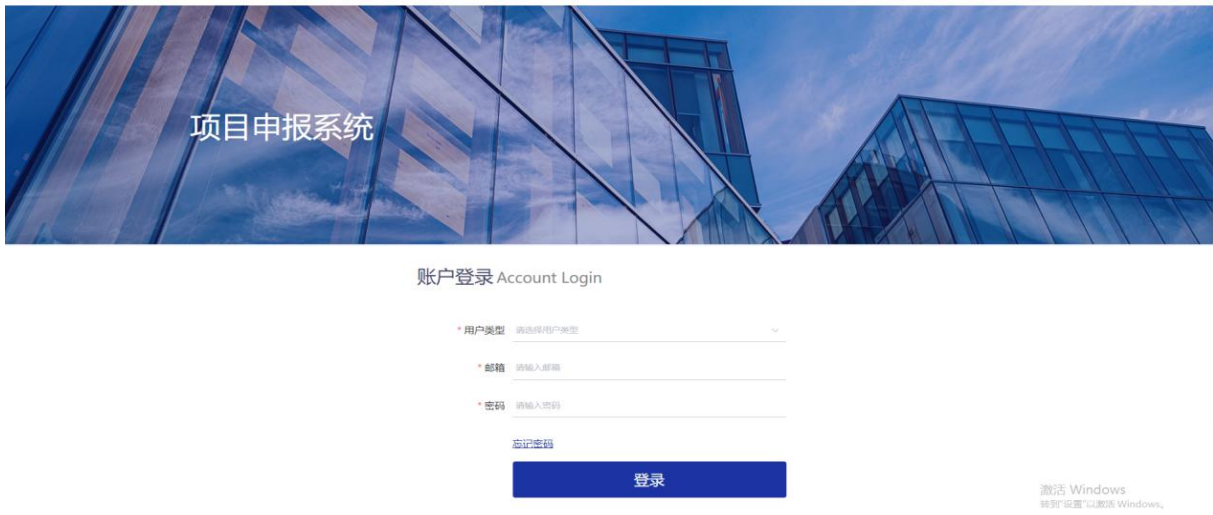 项目申报系统
账户登录 Account Login
* 用户类型 请选择用户类型
* 邮箱 请输入邮箱
* 密码 请输入密码
忘记密码
登录
激活 Windows
转到"设置"以激活 Windows。